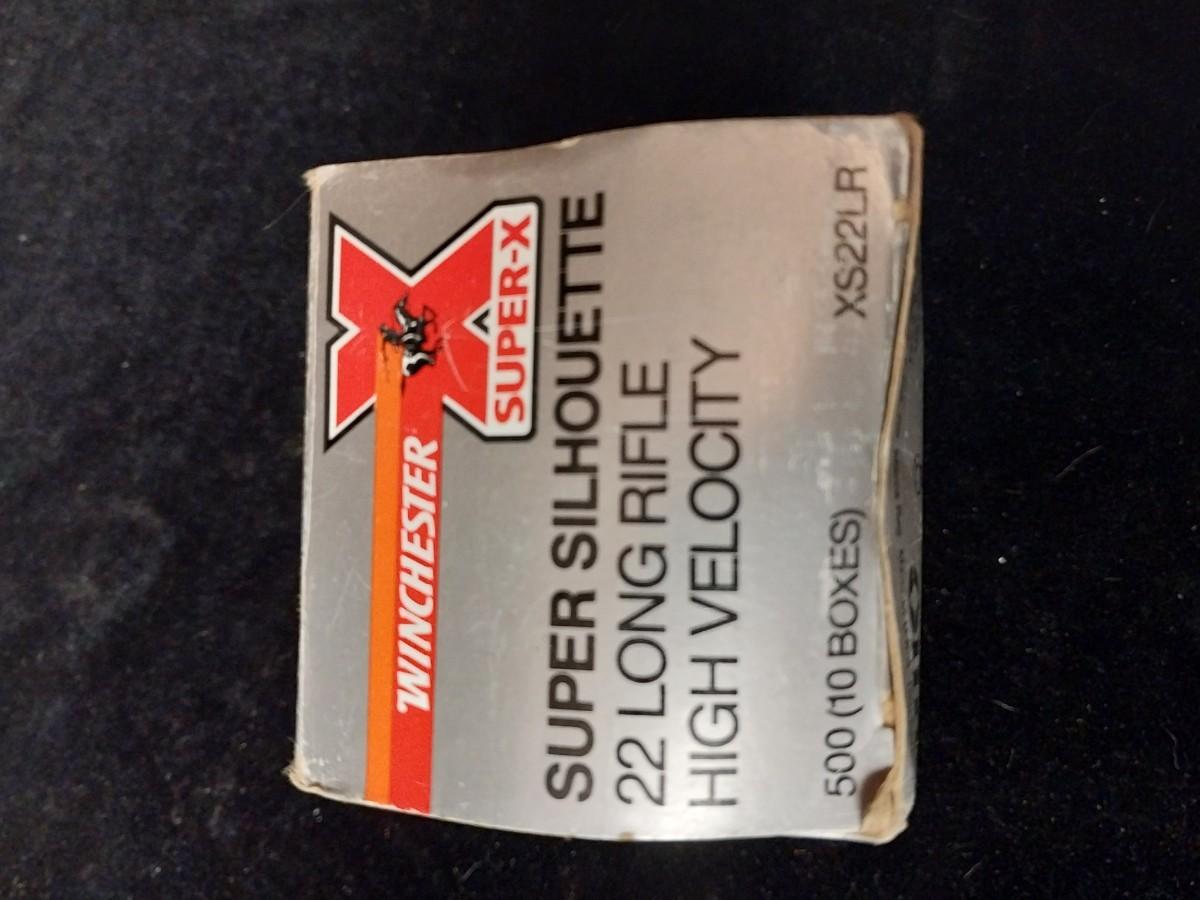 WINCHESTER
SUPER-X
SUPER SILHOUETTE
22 LONG RIFLE
HIGH VELOCITY
500 (10 BOXES) XS22LR